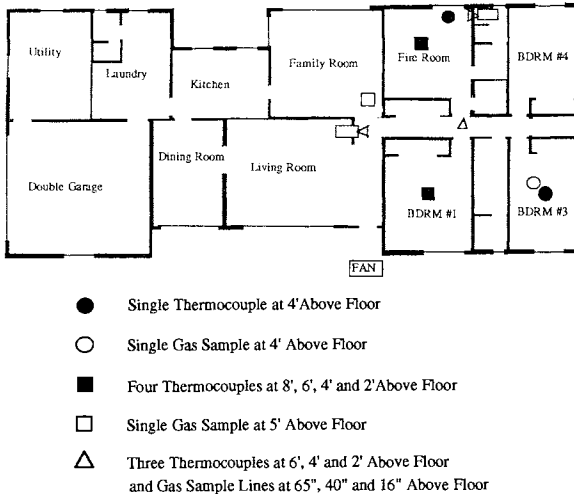 Utility
Laundry
Kitchen
Family Room
Fire Room
BDRM #4
Double Garage
Dining Room
Living Room
BDRM #1
BDRM #3
FAN
Single Thermocouple at 4'Above Floor
Single Gas Sample at 4' Above Floor
Four Thermocouples at 8', 6', 4' and 2'Above Floor
Single Gas Sample at 5' Above Floor
Three Thermocouples at 6', 4' and 2' Above Floor
and Gas Sample Lines at 65", 40" and 16" Above Floor